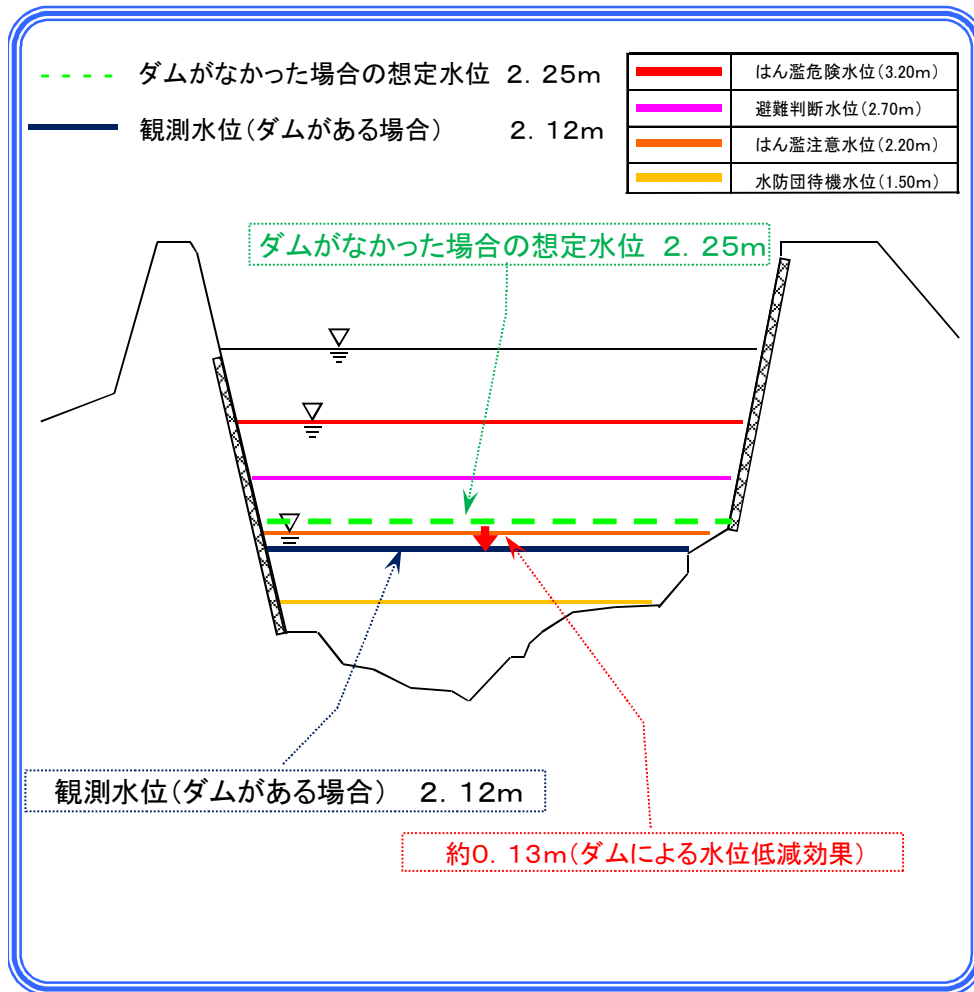 ダムがなかった場合の想定水位 2.25m
観測水位(ダムがある場合) 2.12m
はん濫危険水位(3.20m)
避難判断水位(2.70m)
はん濫注意水位(2.20m)
水防団待機水位(1.50m)
ダムがなかった場合の想定水位 2.25m
観測水位(ダムがある場合) 2.12m
約0.13m(ダムによる水位低減効果)